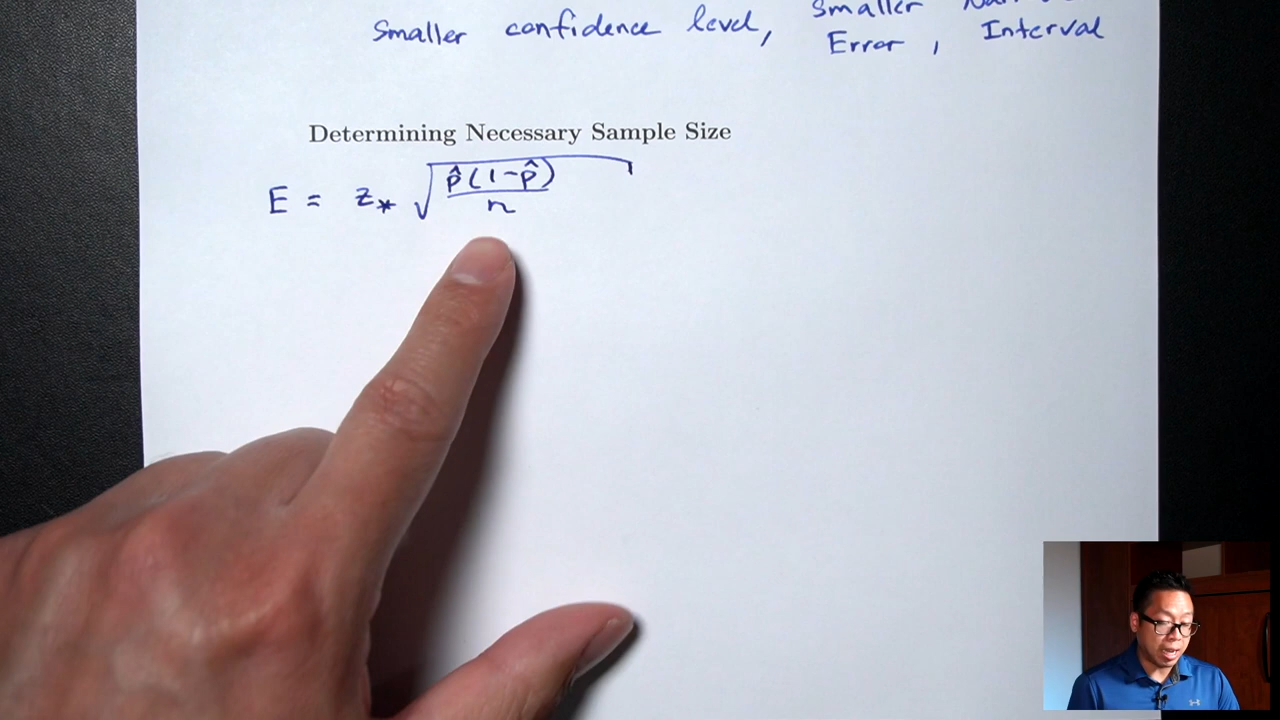 Smaller
Smaller confidence level, Error, Interval
Determining Necessary Sample Size
E = z* √(p̂(1-p̂)/n)